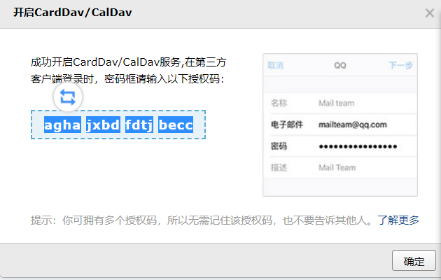 开启CardDav/CalDav
成功开启CardDav/CalDav服务,在第三方
客户端登录时，密码框请输入以下授权码：
agha jxbd fdtj becc
取消 QQ 下一步
名称 Mail team
电子邮件 mailteam@qq.com
密码 ●●●●●●●●●●●●●●●●
描述 Mail Team
提示：你可拥有多个授权码，所以无需记住该授权码，也不要告诉其他人。了解更多
确定